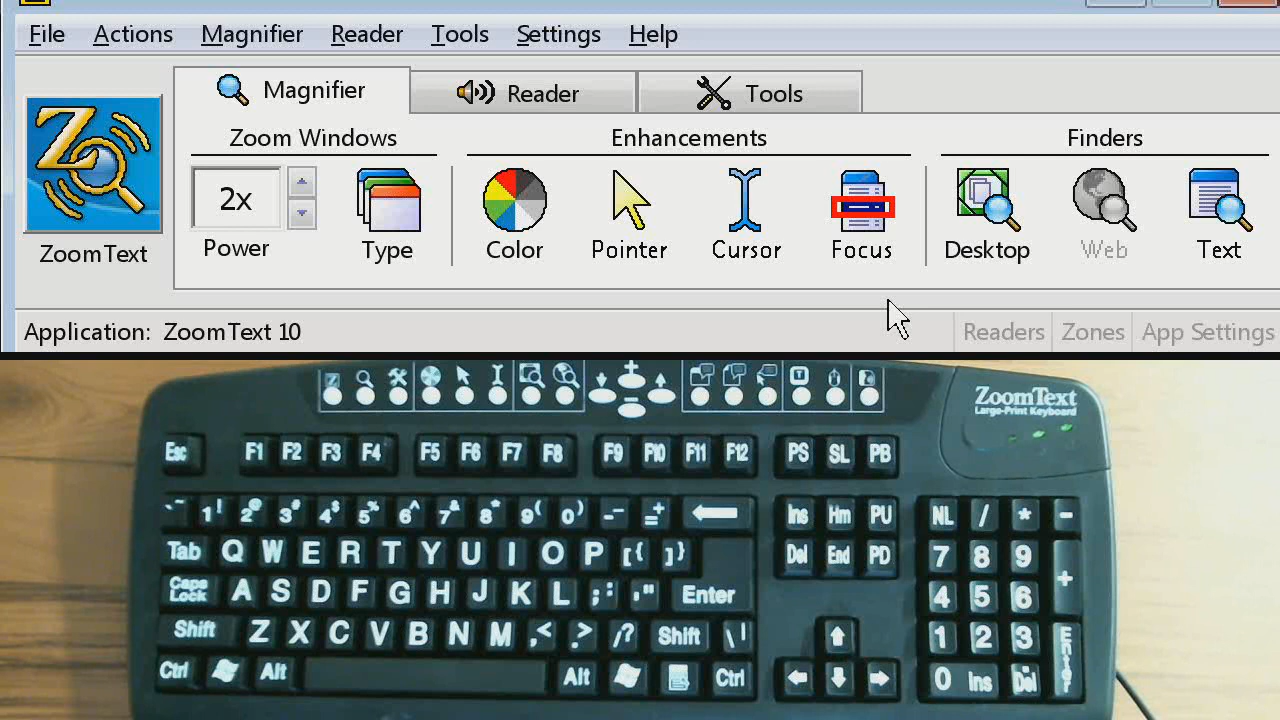 File Actions Magnifier Reader Tools Settings Help
Magnifier Reader Tools
Zoom Windows Enhancements Finders
2x
ZoomText Power Type Color Pointer Cursor Focus Desktop Web Text
Application: ZoomText 10 Readers Zones App Settings
ZoomText
Large-Print Keyboard
Esc F1 F2 F3 F4 F5 F6 F7 F8 F9 F10 F11 F12 PS SL PB
`~ 1! 2@ 3# 4$ 5% 6^ 7& 8* 9( 0) -_ =+ Ins Hm PU NL / * -
Tab Q W E R T Y U I O P [{ ]} Del End PD 7 8 9 +
Caps Lock A S D F G H J K L ;: '" Enter 4 5 6
Shift Z X C V B N M ,< .> /? Shift \| 1 2 3 Enter
Ctrl Alt Alt Ctrl 0 Ins Del